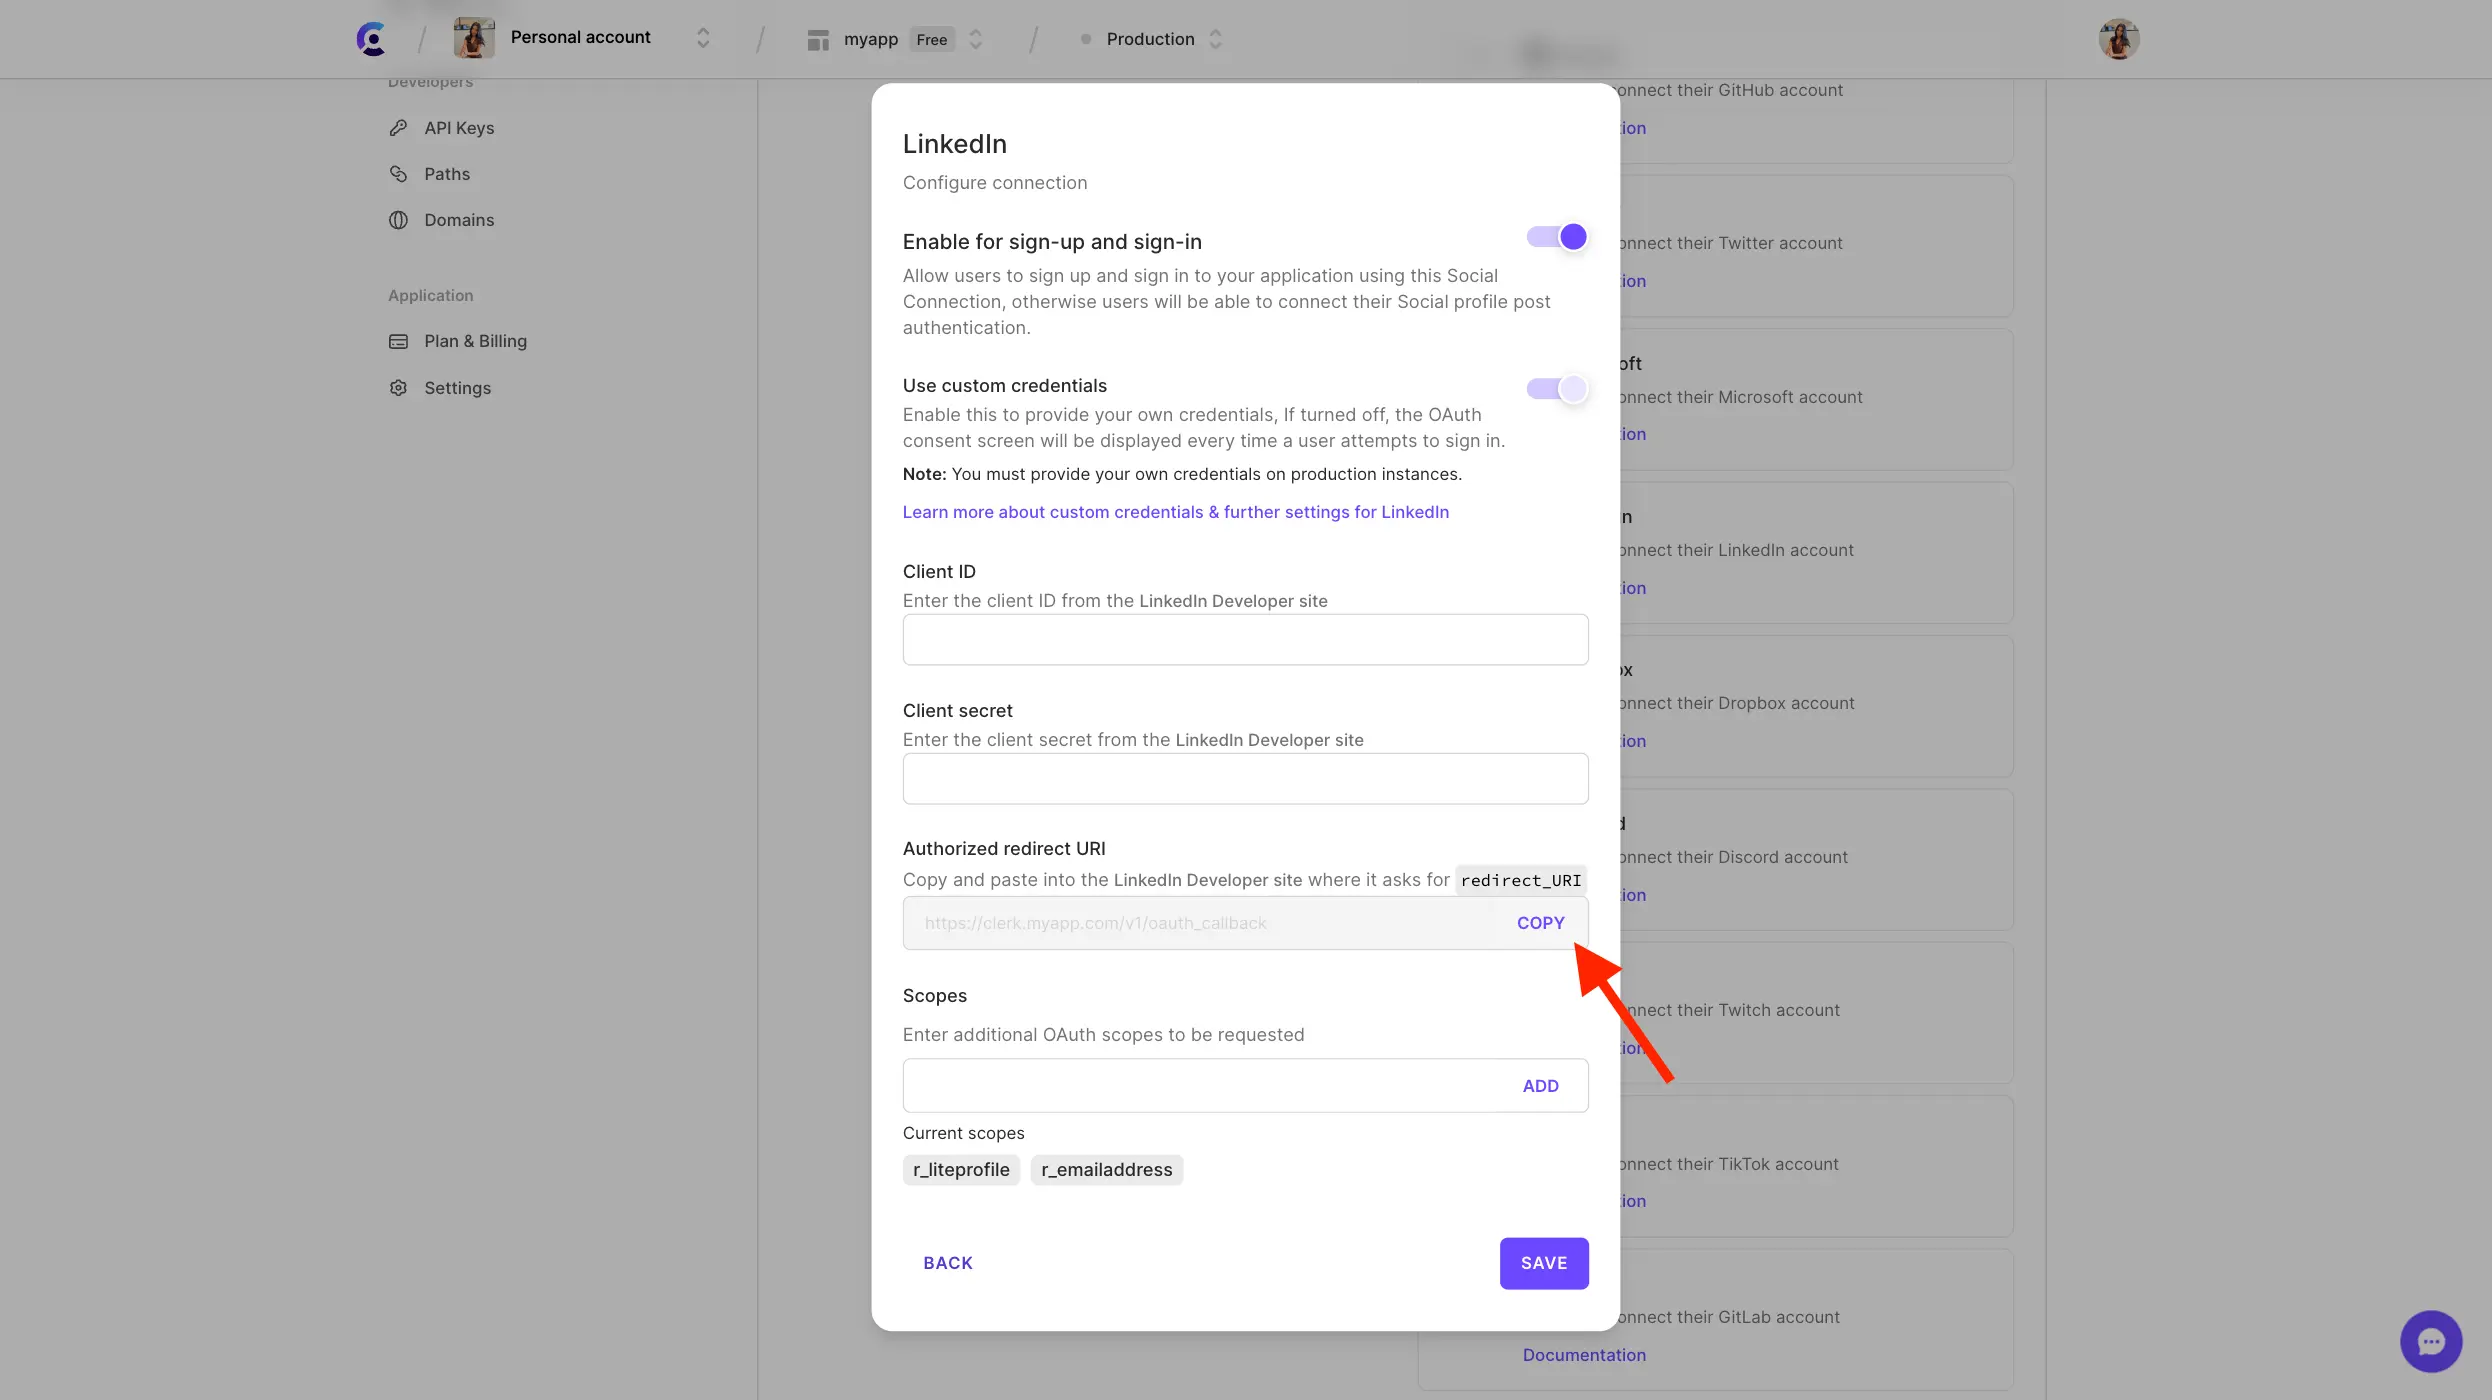 Personal account
myapp Free
Production
Developers
API Keys
Paths
Domains
Application
Plan & Billing
Settings
LinkedIn
Configure connection
Enable for sign-up and sign-in
Allow users to sign up and sign in to your application using this Social
Connection, otherwise users will be able to connect their Social profile post
authentication.
Use custom credentials
Enable this to provide your own credentials, If turned off, the OAuth
consent screen will be displayed every time a user attempts to sign in.
Note: You must provide your own credentials on production instances.
Learn more about custom credentials & further settings for LinkedIn
Client ID
Enter the client ID from the LinkedIn Developer site
Client secret
Enter the client secret from the LinkedIn Developer site
Authorized redirect URI
Copy and paste into the LinkedIn Developer site where it asks for redirect_URI
https://clerk.myapp.com/v1/oauth_callback COPY
Scopes
Enter additional OAuth scopes to be requested
ADD
Current scopes
r_liteprofile r_emailaddress
BACK SAVE
onnect their GitHub account
tion
onnect their Twitter account
tion
oft
onnect their Microsoft account
tion
n
onnect their LinkedIn account
tion
ox
onnect their Dropbox account
tion
d
onnect their Discord account
tion
nnect their Twitch account
tion
onnect their TikTok account
tion
onnect their GitLab account
Documentation